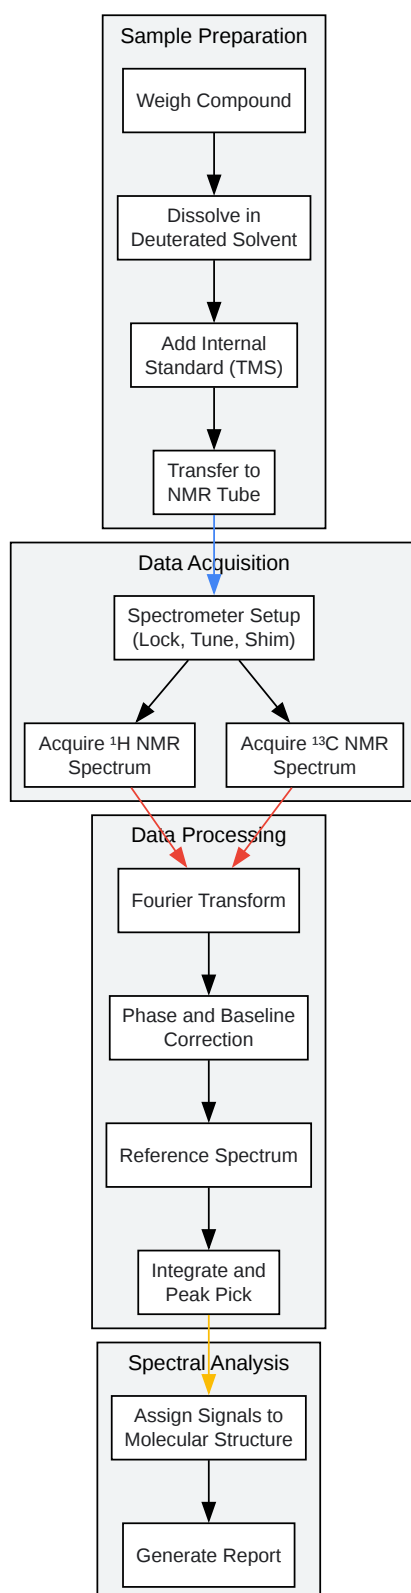 Sample Preparation
Weigh Compound
Dissolve in
Deuterated Solvent
Add Internal
Standard (TMS)
Transfer to
NMR Tube
Data Acquisition
Spectrometer Setup
(Lock, Tune, Shim)
Acquire ¹H NMR
Spectrum
Acquire ¹³C NMR
Spectrum
Data Processing
Fourier Transform
Phase and Baseline
Correction
Reference Spectrum
Integrate and
Peak Pick
Spectral Analysis
Assign Signals to
Molecular Structure
Generate Report